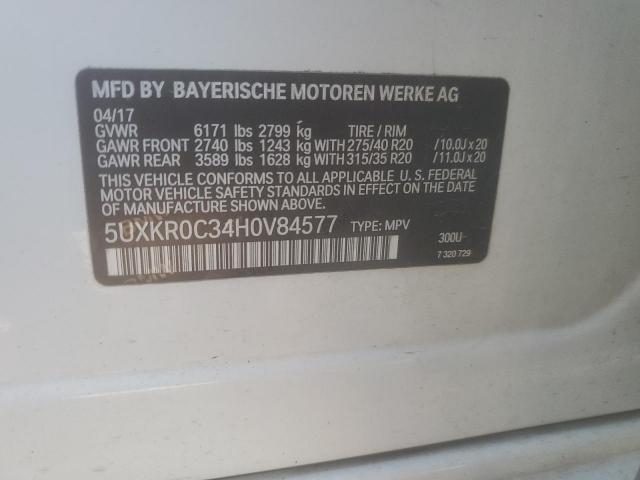 MFD BY BAYERISCHE MOTOREN WERKE AG
04/17
GVWR 6171 lbs 2799 kg TIRE / RIM
GAWR FRONT 2740 lbs 1243 kg WITH 275/40 R20 /10.0J x 20
GAWR REAR 3589 lbs 1628 kg WITH 315/35 R20 /11.0J x 20
THIS VEHICLE CONFORMS TO ALL APPLICABLE U. S. FEDERAL
MOTOR VEHICLE SAFETY STANDARDS IN EFFECT ON THE DATE
OF MANUFACTURE SHOWN ABOVE.
5UXKR0C34H0V84577 TYPE: MPV
300U
7 320 729